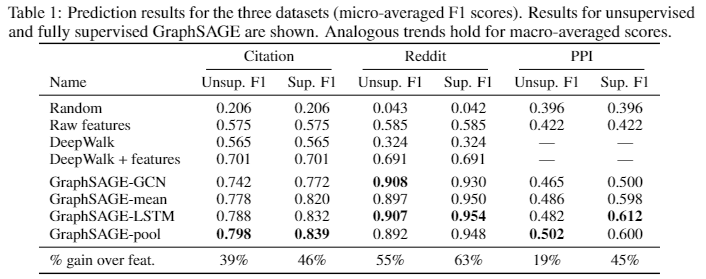 Table 1: Prediction results for the three datasets (micro-averaged F1 scores). Results for unsupervised
and fully supervised GraphSAGE are shown. Analogous trends hold for macro-averaged scores.
Citation Reddit PPI
Name Unsup. F1 Sup. F1 Unsup. F1 Sup. F1 Unsup. F1 Sup. F1
Random 0.206 0.206 0.043 0.042 0.396 0.396
Raw features 0.575 0.575 0.585 0.585 0.422 0.422
DeepWalk 0.565 0.565 0.324 0.324 — —
DeepWalk + features 0.701 0.701 0.691 0.691 — —
GraphSAGE-GCN 0.742 0.772 0.908 0.930 0.465 0.500
GraphSAGE-mean 0.778 0.820 0.897 0.950 0.486 0.598
GraphSAGE-LSTM 0.788 0.832 0.907 0.954 0.482 0.612
GraphSAGE-pool 0.798 0.839 0.892 0.948 0.502 0.600
% gain over feat. 39% 46% 55% 63% 19% 45%